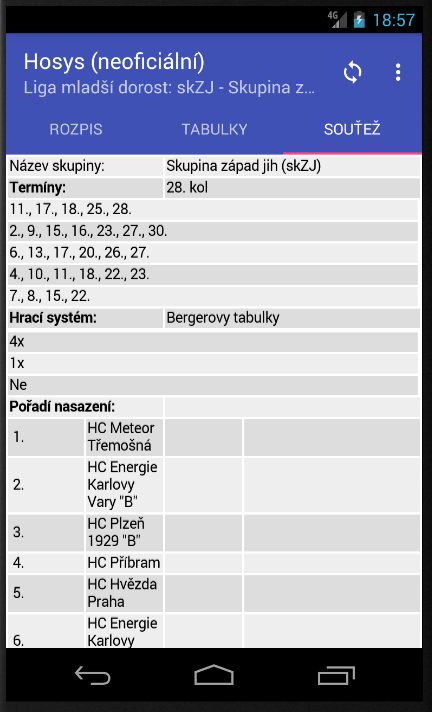 4G 18:57
Hosys (neoficiální)
Liga mladší dorost: skZJ - Skupina z...
ROZPIS TABULKY SOUŤEŽ
Název skupiny: Skupina západ jih (skZJ)
Termíny: 28. kol
11., 17., 18., 25., 28.
2., 9., 15., 16., 23., 27., 30.
6., 13., 17., 20., 26., 27.
4., 10., 11., 18., 22., 23.
7., 8., 15., 22.
Hrací systém: Bergerovy tabulky
4x
1x
Ne
Pořadí nasazení:
1. HC Meteor
Třemošná
2. HC Energie
Karlovy
Vary "B"
3. HC Plzeň
1929 "B"
4. HC Příbram
5. HC Hvězda
Praha
6. HC Energie
Karlovy